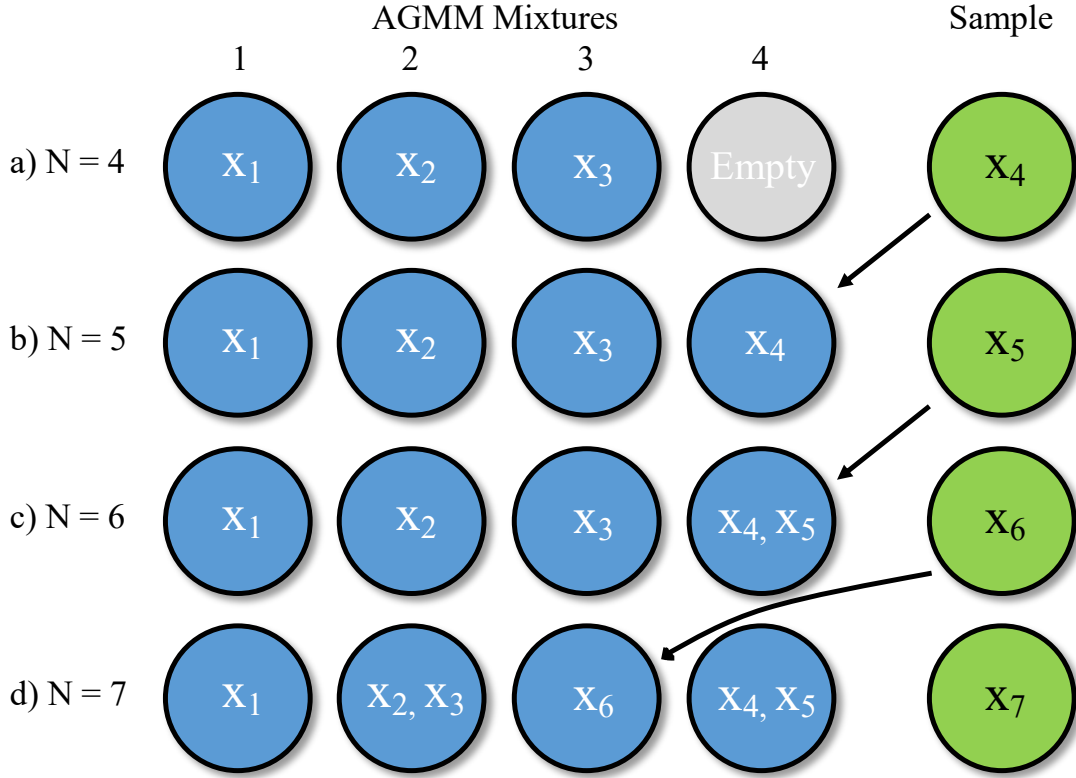 AGMM Mixtures Sample
1 2 3 4
a) N = 4 x₁ x₂ x₃ Empty x₄
b) N = 5 x₁ x₂ x₃ x₄ x₅
c) N = 6 x₁ x₂ x₃ x₄, x₅ x₆
d) N = 7 x₁ x₂, x₃ x₆ x₄, x₅ x₇